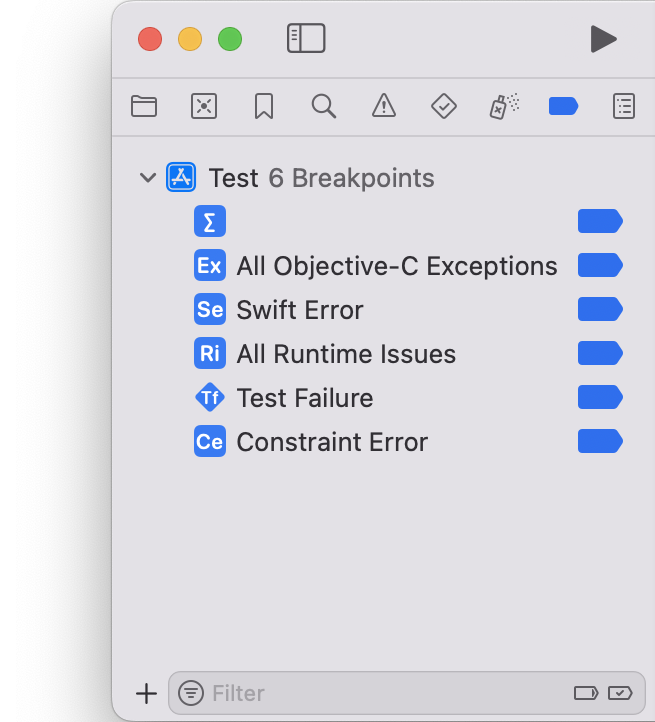 Test 6 Breakpoints
∑
Ex All Objective-C Exceptions
Se Swift Error
Ri All Runtime Issues
Tf Test Failure
Ce Constraint Error
Filter